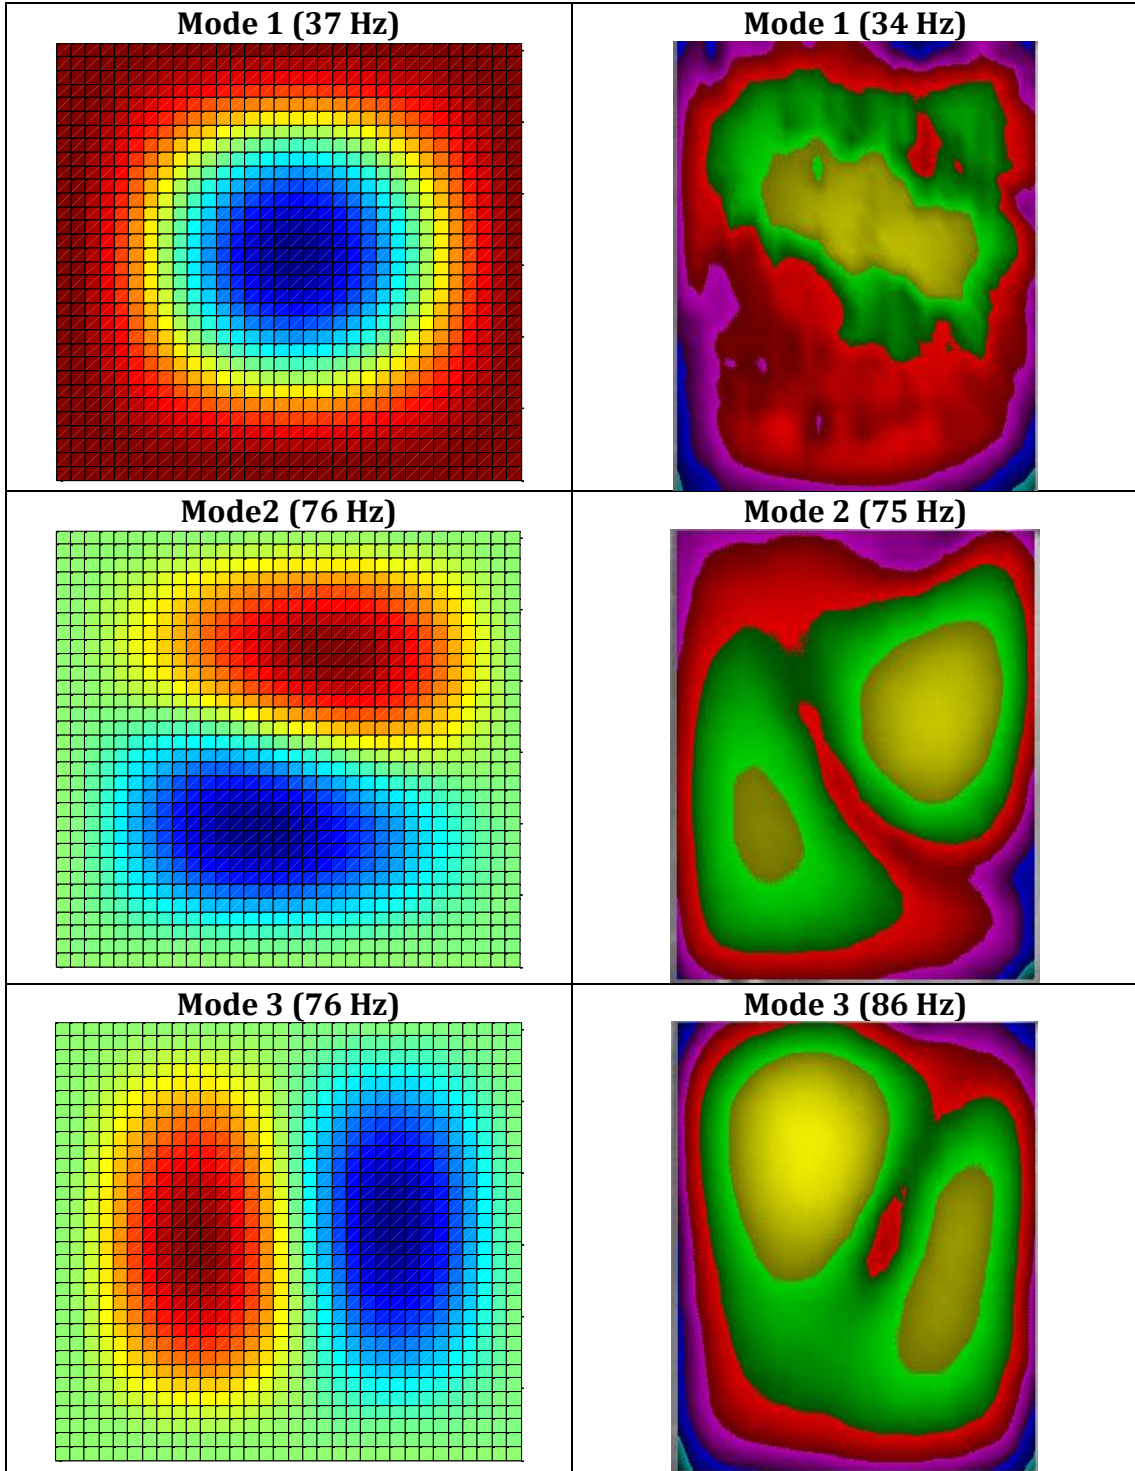 Mode 1 (37 Hz)
Mode 1 (34 Hz)
Mode2 (76 Hz)
Mode 2 (75 Hz)
Mode 3 (76 Hz)
Mode 3 (86 Hz)